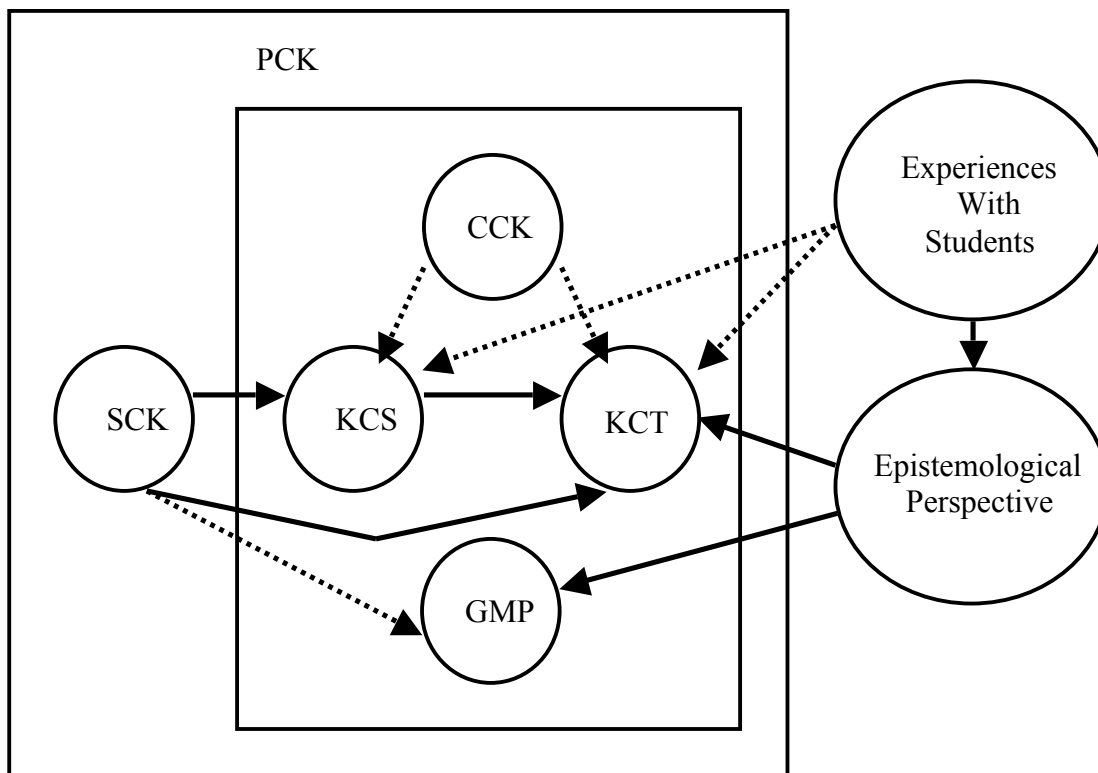 PCK
CCK
Experiences
With
Students
SCK
KCS
KCT
Epistemological
Perspective
GMP